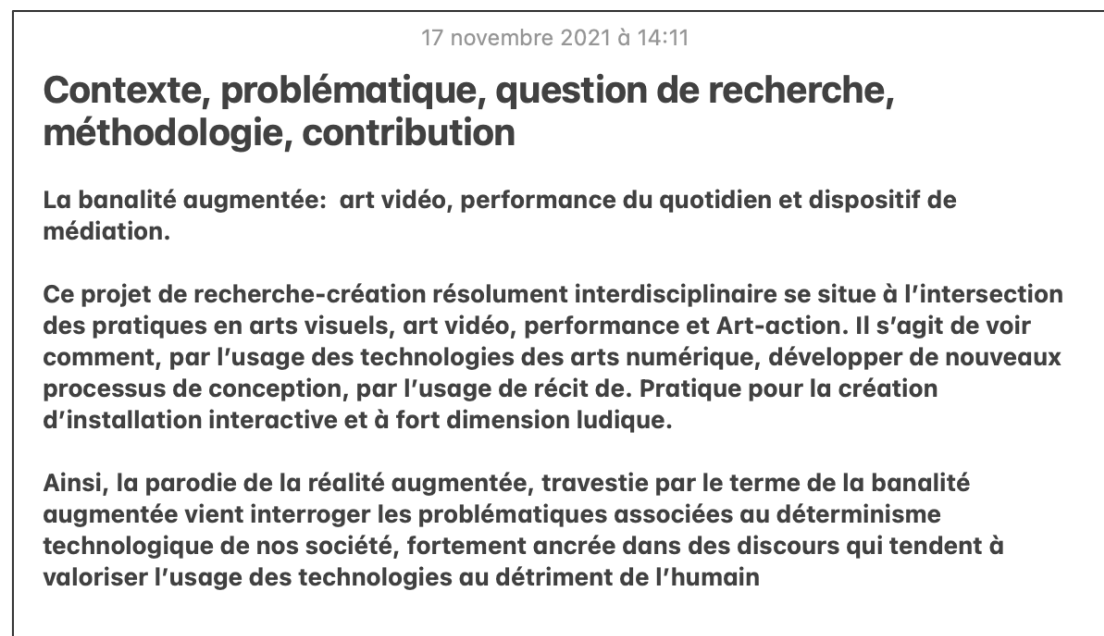 17 novembre 2021 à 14:11
Contexte, problématique, question de recherche,
méthodologie, contribution
La banalité augmentée:  art vidéo, performance du quotidien et dispositif de
médiation.
Ce projet de recherche-création résolument interdisciplinaire se situe à l’intersection
des pratiques en arts visuels, art vidéo, performance et Art-action. Il s’agit de voir
comment, par l’usage des technologies des arts numérique, développer de nouveaux
processus de conception, par l’usage de récit de. Pratique pour la création
d’installation interactive et à fort dimension ludique.
Ainsi, la parodie de la réalité augmentée, travestie par le terme de la banalité
augmentée vient interroger les problématiques associées au déterminisme
technologique de nos société, fortement ancrée dans des discours qui tendent à
valoriser l’usage des technologies au détriment de l’humain